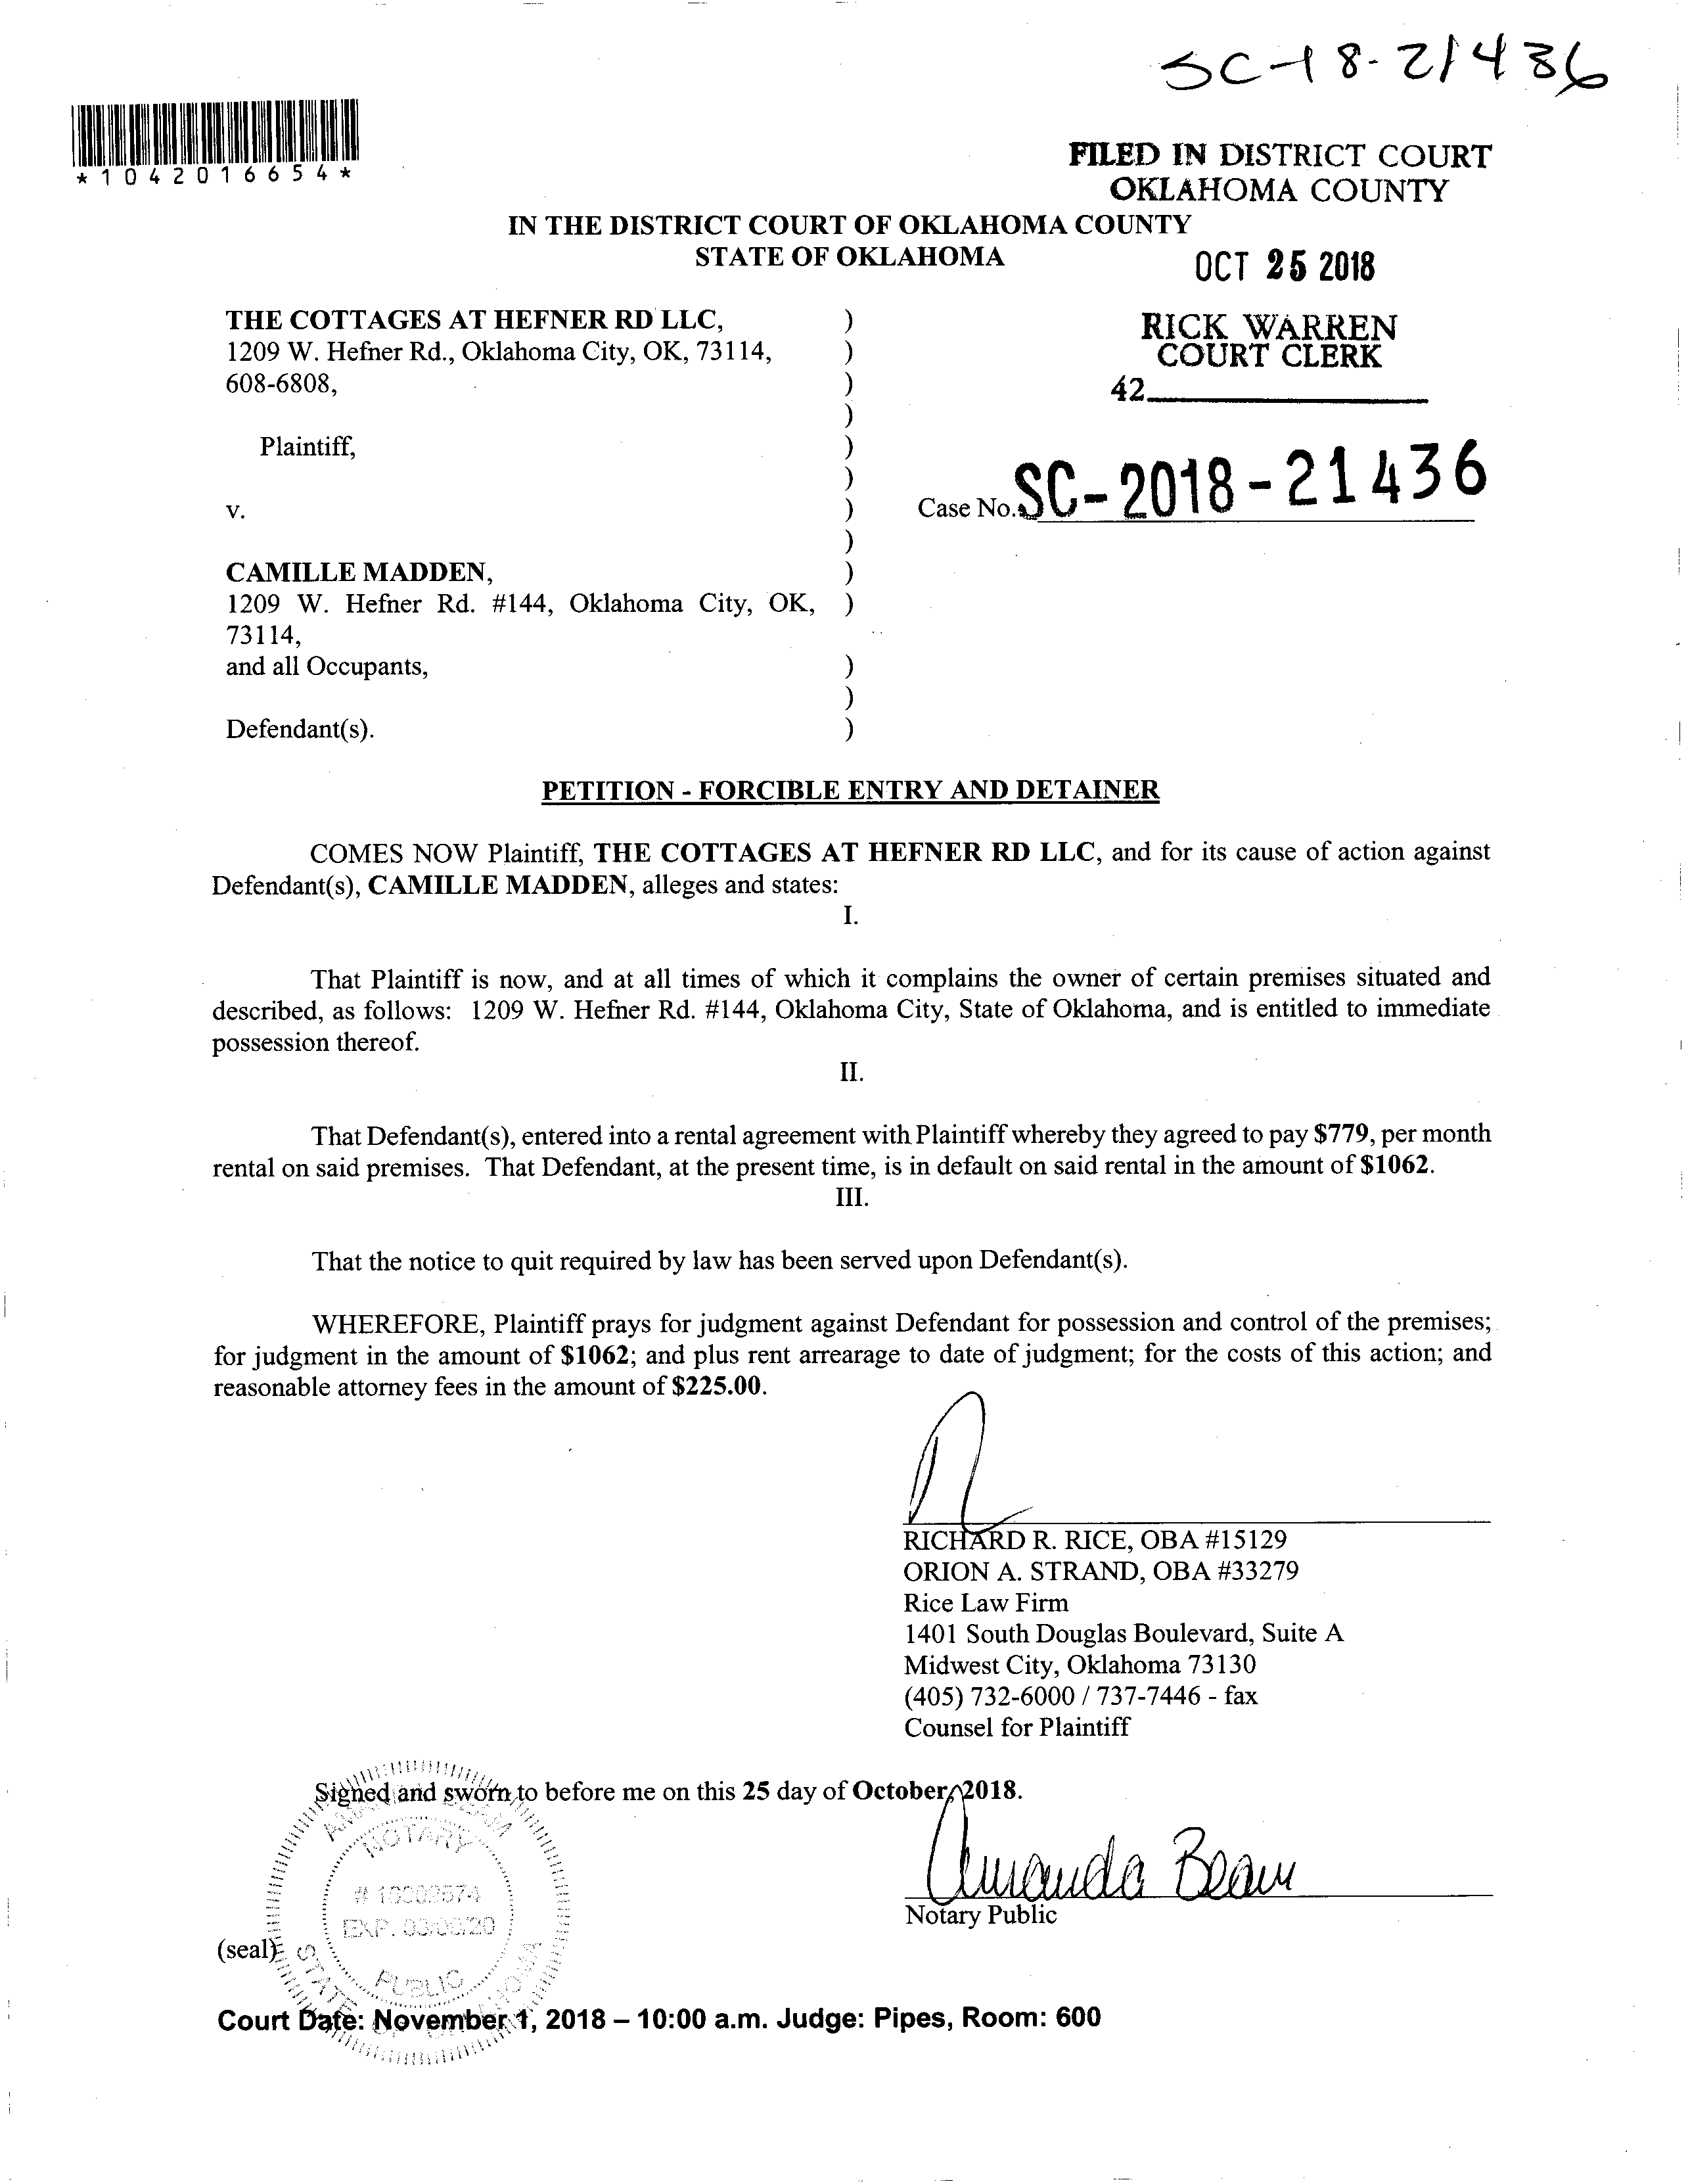 SC-18-21436
*1042016654*
FILED IN DISTRICT COURT
OKLAHOMA COUNTY
IN THE DISTRICT COURT OF OKLAHOMA COUNTY
STATE OF OKLAHOMA
OCT 25 2018
THE COTTAGES AT HEFNER RD LLC, )
1209 W. Hefner Rd., Oklahoma City, OK, 73114, )
608-6808, )
)
RICK WARREN
COURT CLERK
42
Plaintiff, )
)
v. )
)
Case No. SC-2018-21436
CAMILLE MADDEN, )
1209 W. Hefner Rd. #144, Oklahoma City, OK, )
73114,
and all Occupants, )
)
Defendant(s). )
PETITION - FORCIBLE ENTRY AND DETAINER
COMES NOW Plaintiff, THE COTTAGES AT HEFNER RD LLC, and for its cause of action against
Defendant(s), CAMILLE MADDEN, alleges and states:
I.
That Plaintiff is now, and at all times of which it complains the owner of certain premises situated and
described, as follows: 1209 W. Hefner Rd. #144, Oklahoma City, State of Oklahoma, and is entitled to immediate
possession thereof.
II.
That Defendant(s), entered into a rental agreement with Plaintiff whereby they agreed to pay $779, per month
rental on said premises. That Defendant, at the present time, is in default on said rental in the amount of $1062.
III.
That the notice to quit required by law has been served upon Defendant(s).
WHEREFORE, Plaintiff prays for judgment against Defendant for possession and control of the premises;
for judgment in the amount of $1062; and plus rent arrearage to date of judgment; for the costs of this action; and
reasonable attorney fees in the amount of $225.00.
RICHARD R. RICE, OBA #15129
ORION A. STRAND, OBA #33279
Rice Law Firm
1401 South Douglas Boulevard, Suite A
Midwest City, Oklahoma 73130
(405) 732-6000 / 737-7446 - fax
Counsel for Plaintiff
Signed and sworn to before me on this 25 day of October, 2018.
NOTARY
PUBLIC
STATE
Amanda Beam
Notary Public
(seal)
Court Date: November 1, 2018 – 10:00 a.m. Judge: Pipes, Room: 600